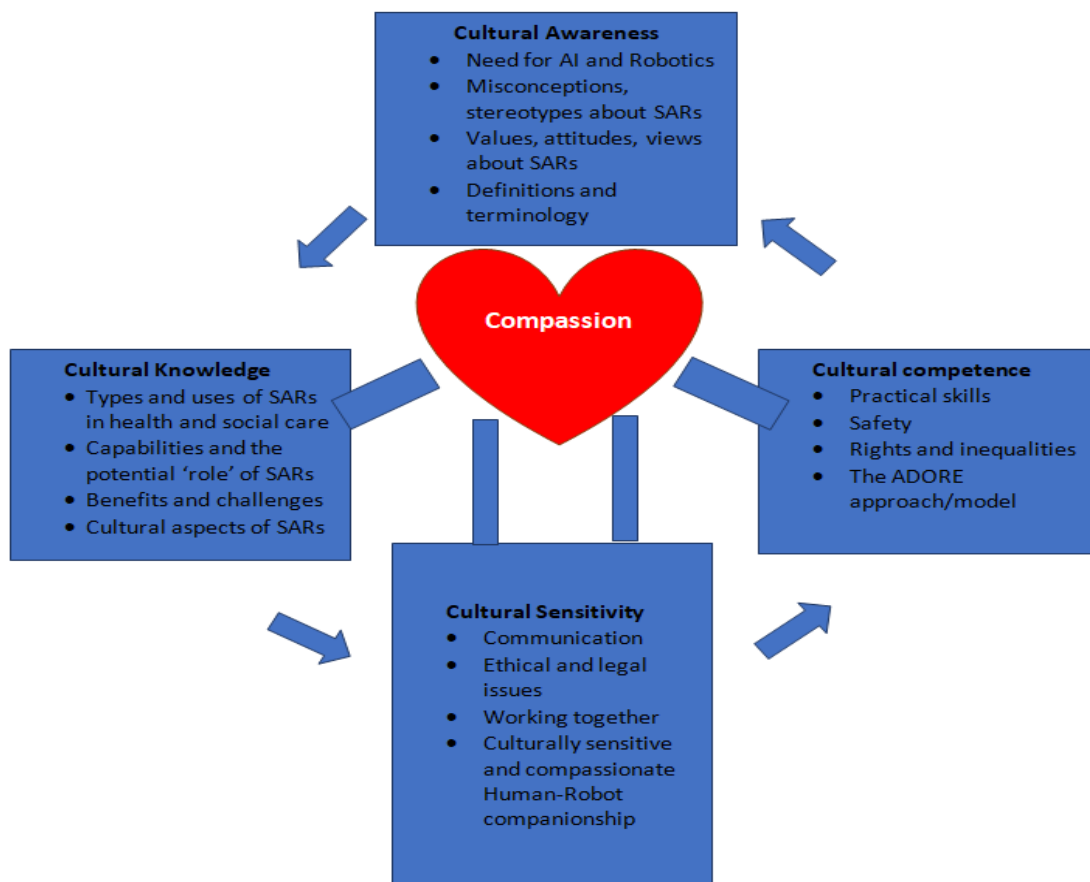 Cultural Awareness
• Need for AI and Robotics
• Misconceptions,
stereotypes about SARs
• Values, attitudes, views
about SARs
• Definitions and
terminology
Compassion
Cultural Knowledge
• Types and uses of SARs
in health and social care
• Capabilities and the
potential ‘role’ of SARs
• Benefits and challenges
• Cultural aspects of SARs
Cultural competence
• Practical skills
• Safety
• Rights and inequalities
• The ADORE
approach/model
Cultural Sensitivity
• Communication
• Ethical and legal
issues
• Working together
• Culturally sensitive
and compassionate
Human-Robot
companionship